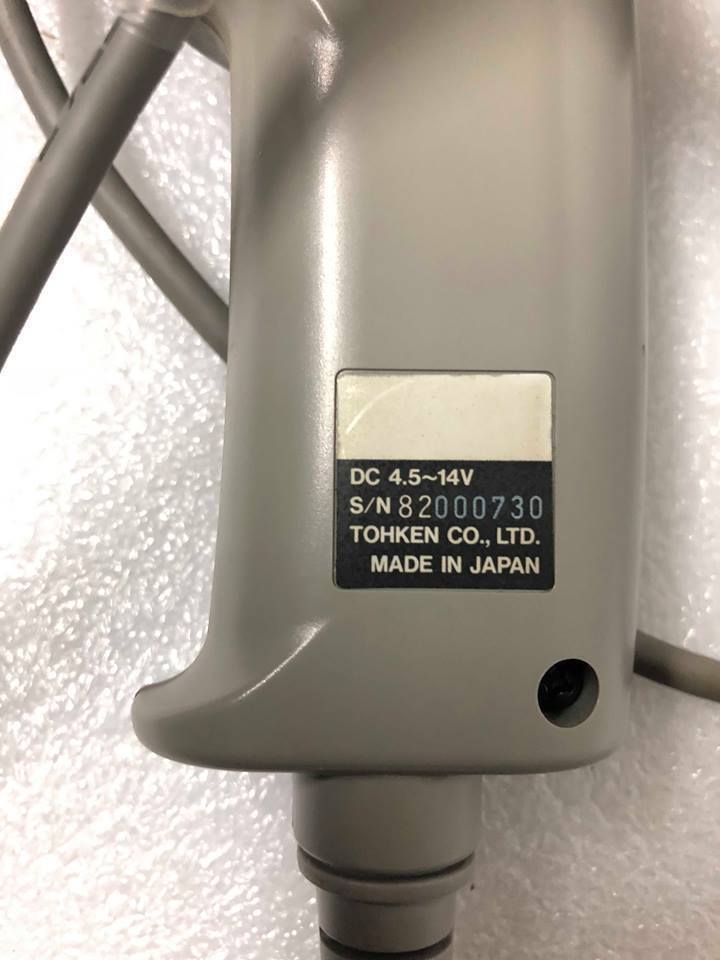 DC 4.5~14V
S/N 82000730
TOHKEN CO., LTD.
MADE IN JAPAN